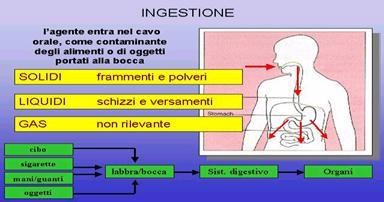 INGESTIONE
l'agente entra nel cavo
orale, come contaminante
degli alimenti o di oggetti
portati alla bocca
SOLIDI frammenti e polveri
LIQUIDI schizzi e versamenti
GAS non rilevante
Stomach
cibo
sigarette
mani/guanti
oggetti
labbra/bocca
Sist. digestivo
Organi